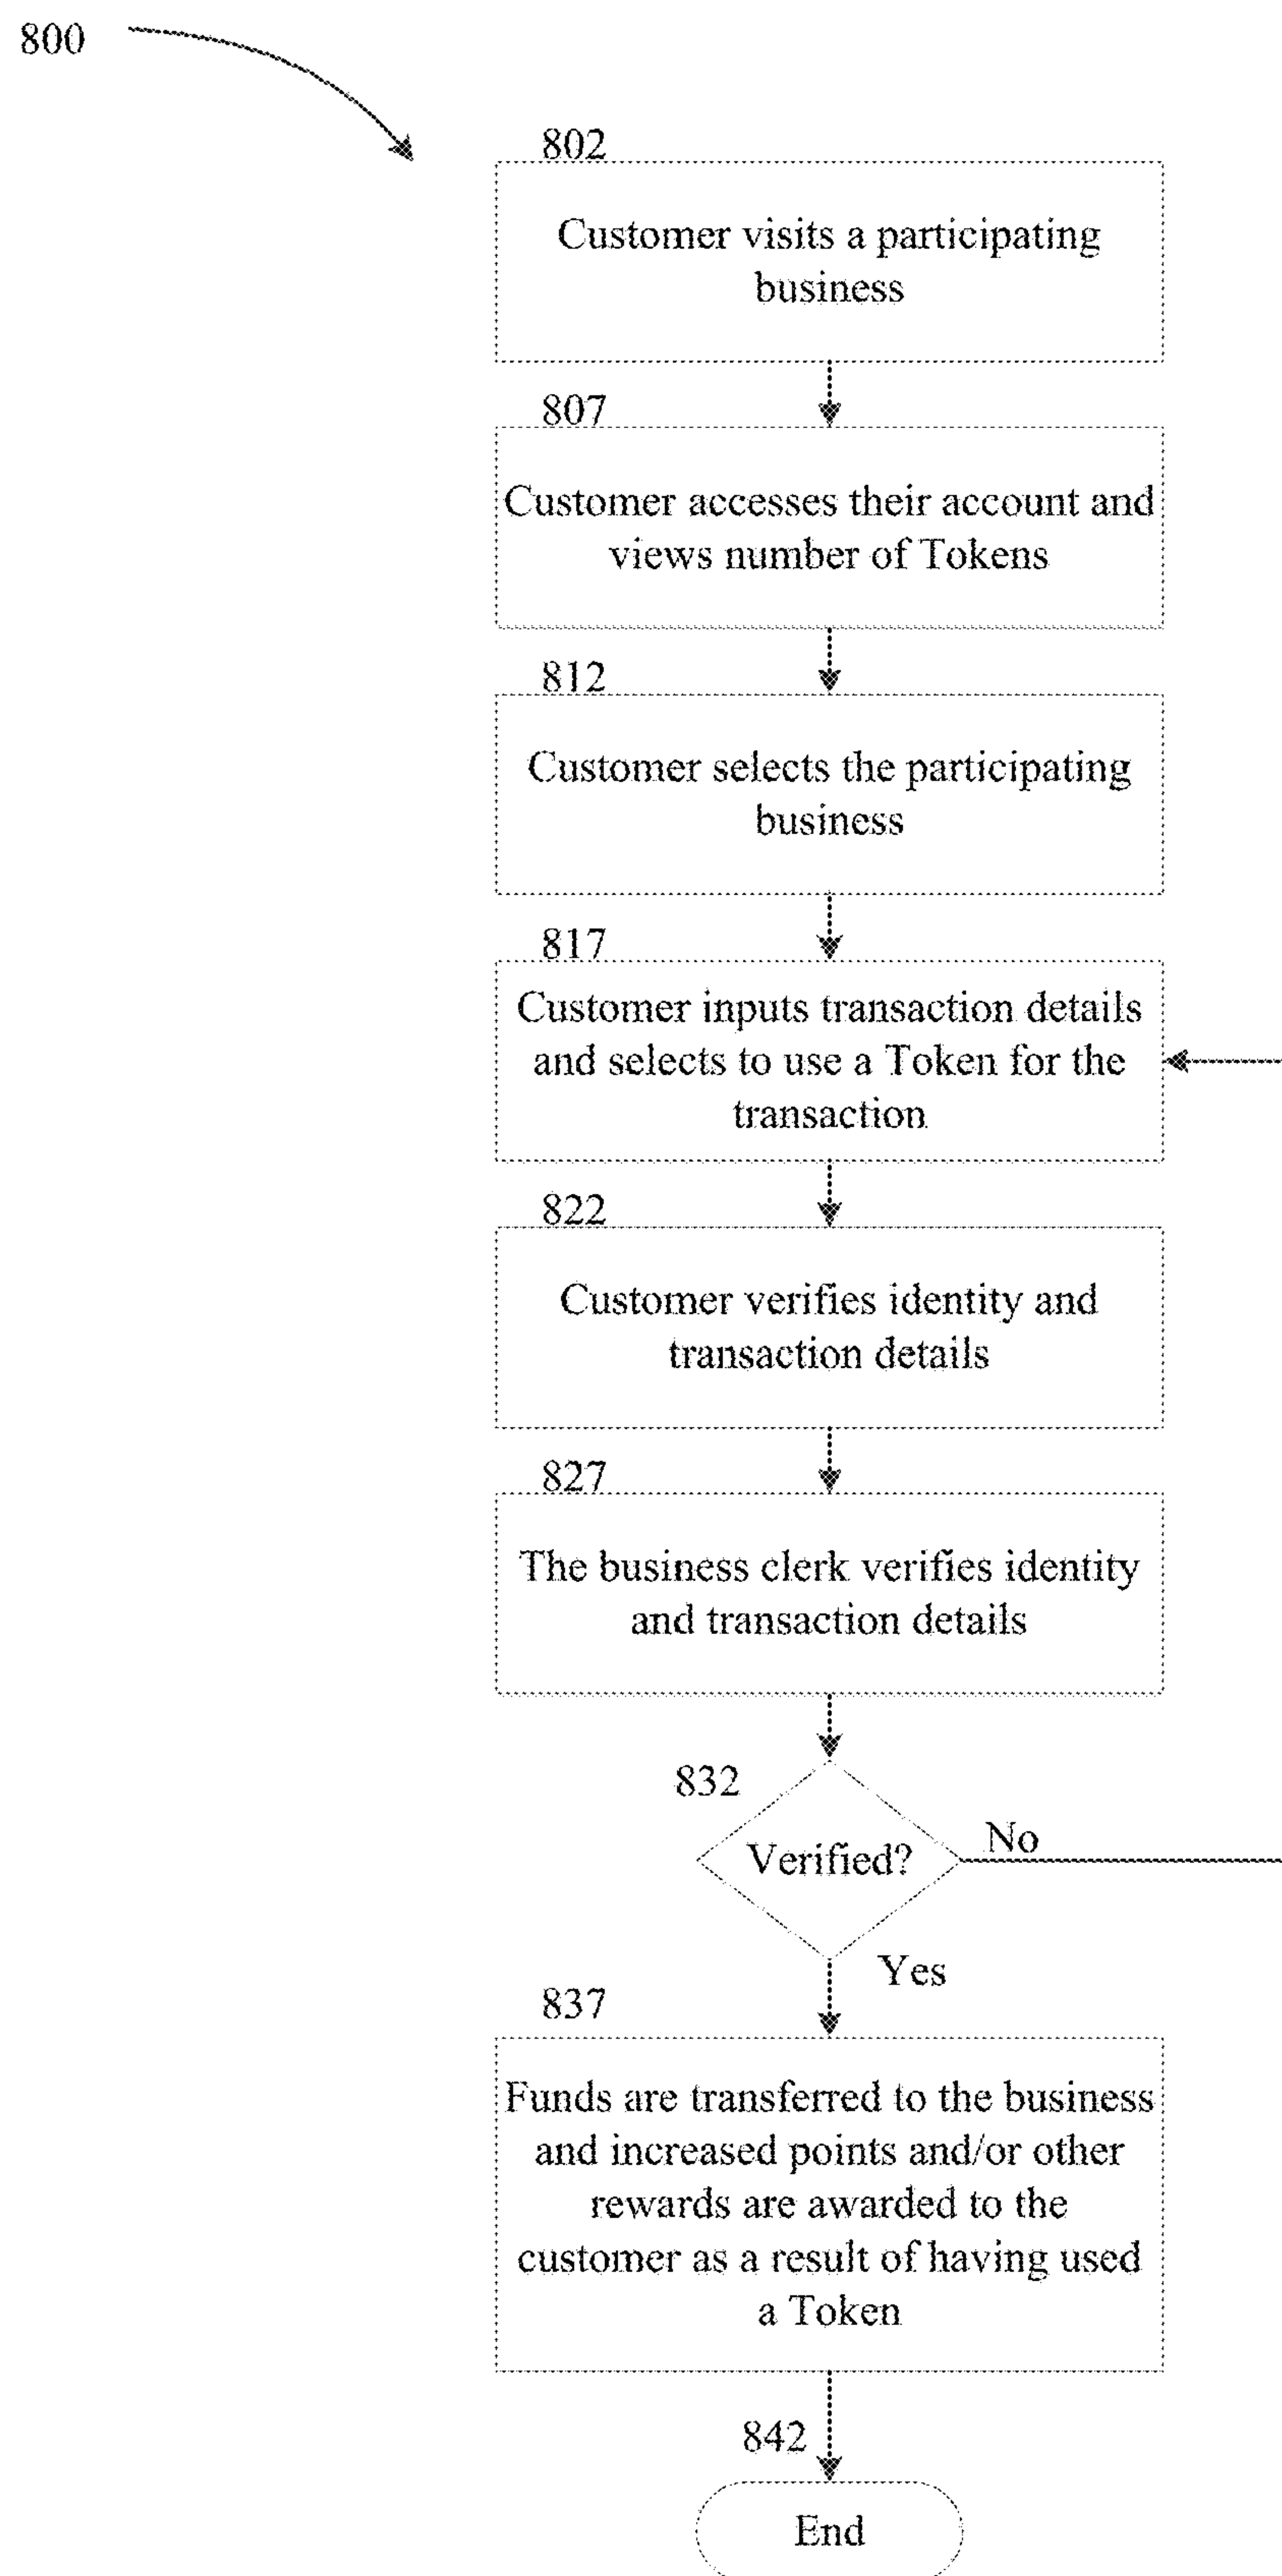 800
802
Customer visits a participating
business
807
Customer accesses their account and
views number of Tokens
812
Customer selects the participating
business
817
Customer inputs transaction details
and selects to use a Token for the
transaction
822
Customer verifies identity and
transaction details
827
The business clerk verifies identity
and transaction details
832
Verified?
No
Yes
837
Funds are transferred to the business
and increased points and/or other
rewards are awarded to the
customer as a result of having used
a Token
842
End